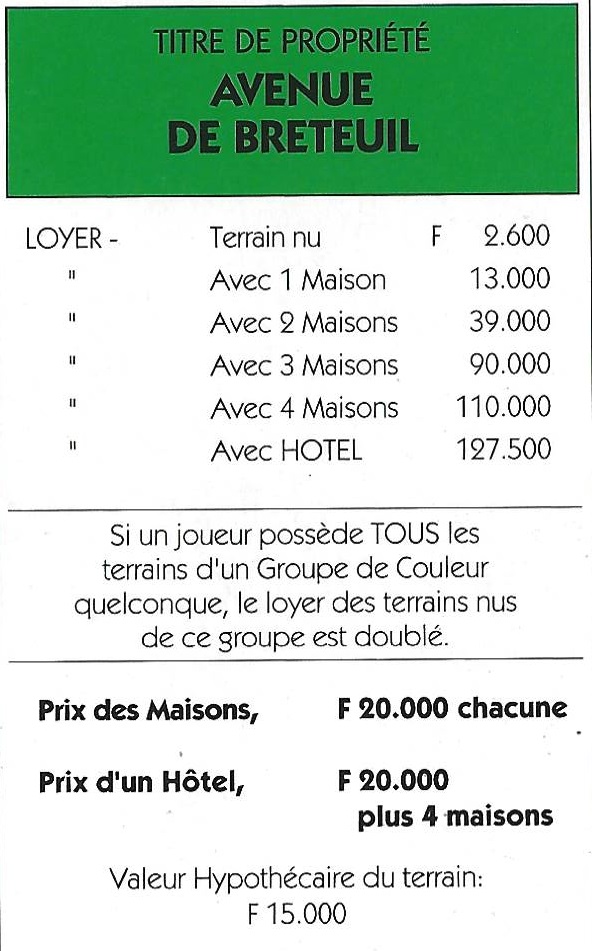 TITRE DE PROPRIÉTÉ
AVENUE
DE BRETEUIL
LOYER - Terrain nu F 2.600
" Avec 1 Maison 13.000
" Avec 2 Maisons 39.000
" Avec 3 Maisons 90.000
" Avec 4 Maisons 110.000
" Avec HOTEL 127.500
Si un joueur possède TOUS les
terrains d'un Groupe de Couleur
quelconque, le loyer des terrains nus
de ce groupe est doublé.
Prix des Maisons, F 20.000 chacune
Prix d'un Hôtel, F 20.000
plus 4 maisons
Valeur Hypothécaire du terrain:
F 15.000